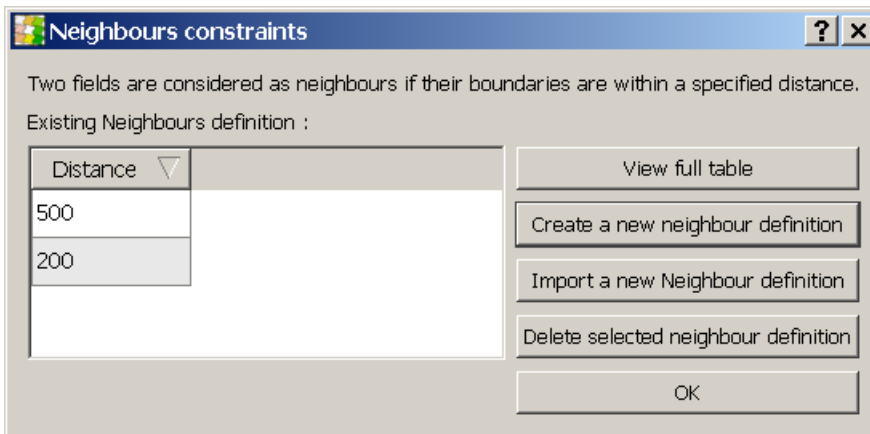 Neighbours constraints
Two fields are considered as neighbours if their boundaries are within a specified distance.
Existing Neighbours definition :
Distance
500
200
View full table
Create a new neighbour definition
Import a new Neighbour definition
Delete selected neighbour definition
OK